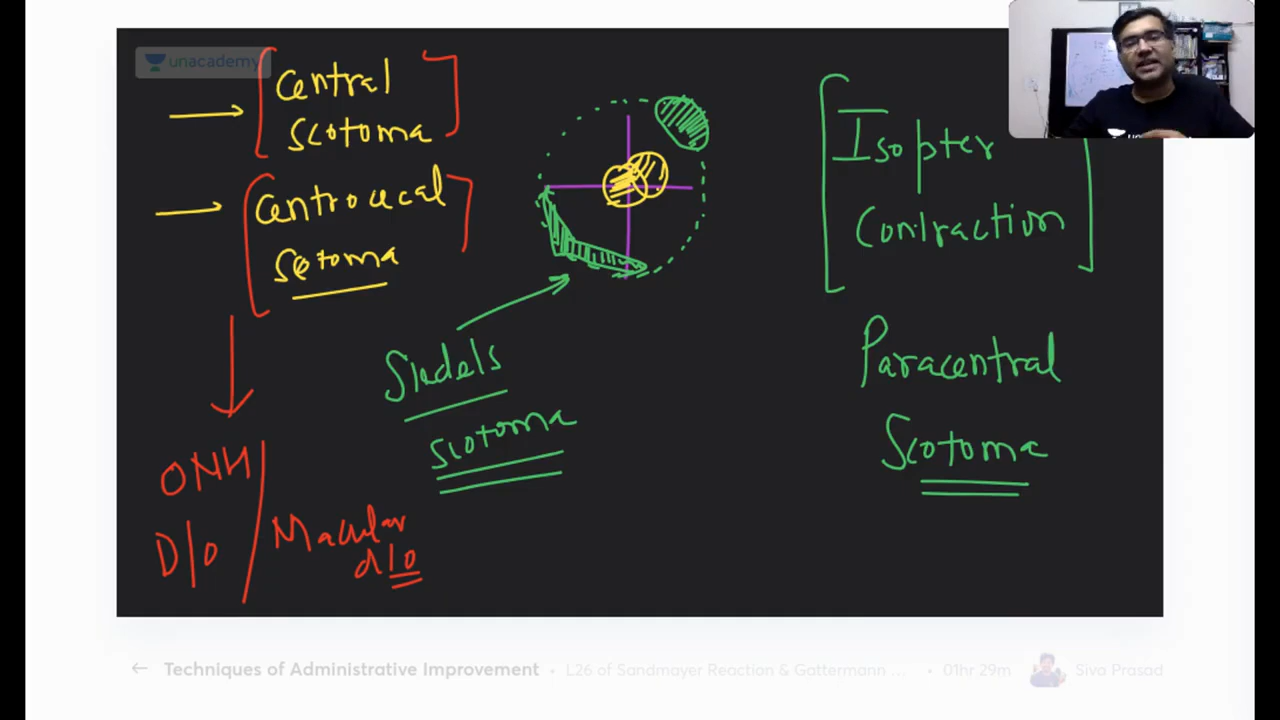 unacademy
Central
Scotoma
Centrocecal
Scotoma
Siedels
scotoma
ONH
D/O
Macular
d/o
Isopter
Contraction
Paracentral
Scotoma
Techniques of Administrative Improvement • L26 of Sandmayer Reaction & Gattermann ... • 01hr 29m Siva Prasad